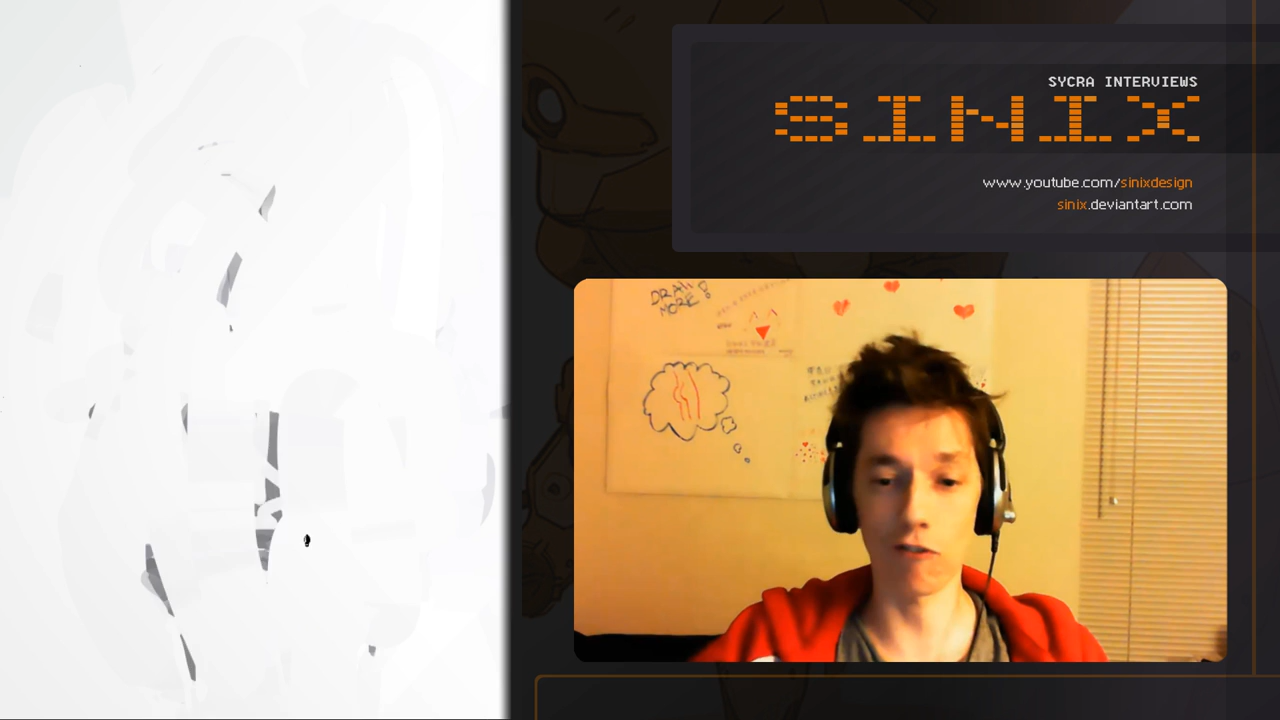 SYCRA INTERVIEWS
SINIX
www.youtube.com/sinixdesign
sinix.deviantart.com
DRAW
MORE!